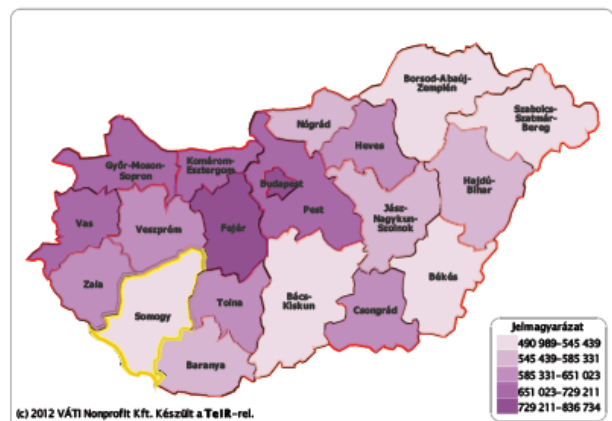 Borsod-Abaúj-
Zemplén
Szabolcs-
Szatmár-
Bereg
Nógrád
Heves
Győr-Moson-
Sopron
Komárom-
Esztergom
Budapest
Hajdú-
Bihar
Vas
Veszprém
Fejér
Pest
Jász-
Nagykun-
Szolnok
Zala
Somogy
Tolna
Bács-
Kiskun
Békés
Csongrád
Baranya
Jelmagyarázat
490 989–545 439
545 439–585 331
585 331–651 023
651 023–729 211
729 211–836 734
(c) 2012 VÁTI Nonprofit Kft. Készült a TeIR-rel.